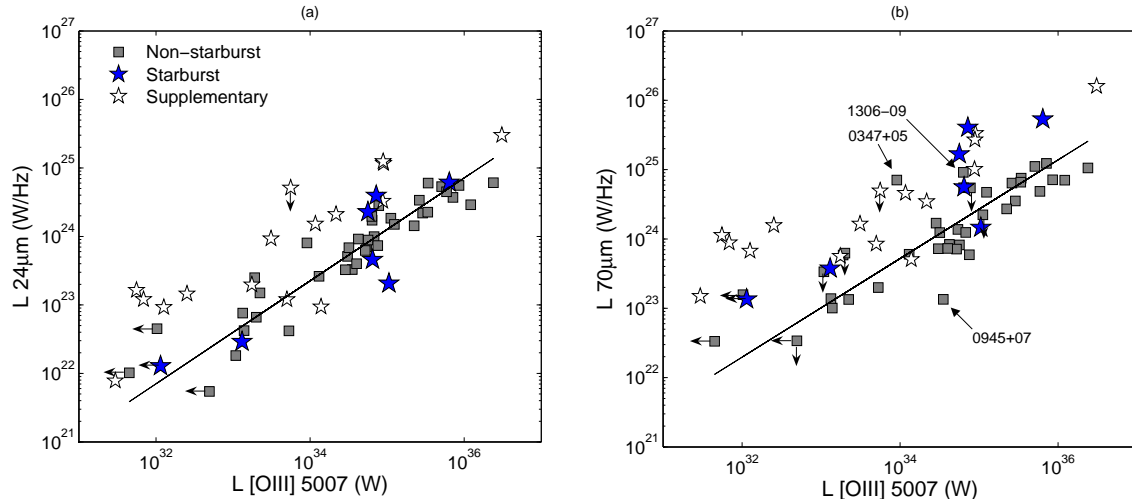 (a)
10^27
10^26
10^25
10^24
10^23
10^22
10^21
L 24μm (W/Hz)
Non−starburst
Starburst
Supplementary
10^32
10^34
10^36
L [OIII] 5007 (W)
(b)
10^27
10^26
10^25
10^24
10^23
10^22
10^21
L 70μm (W/Hz)
1306−09
0347+05
0945+07
10^32
10^34
10^36
L [OIII] 5007 (W)